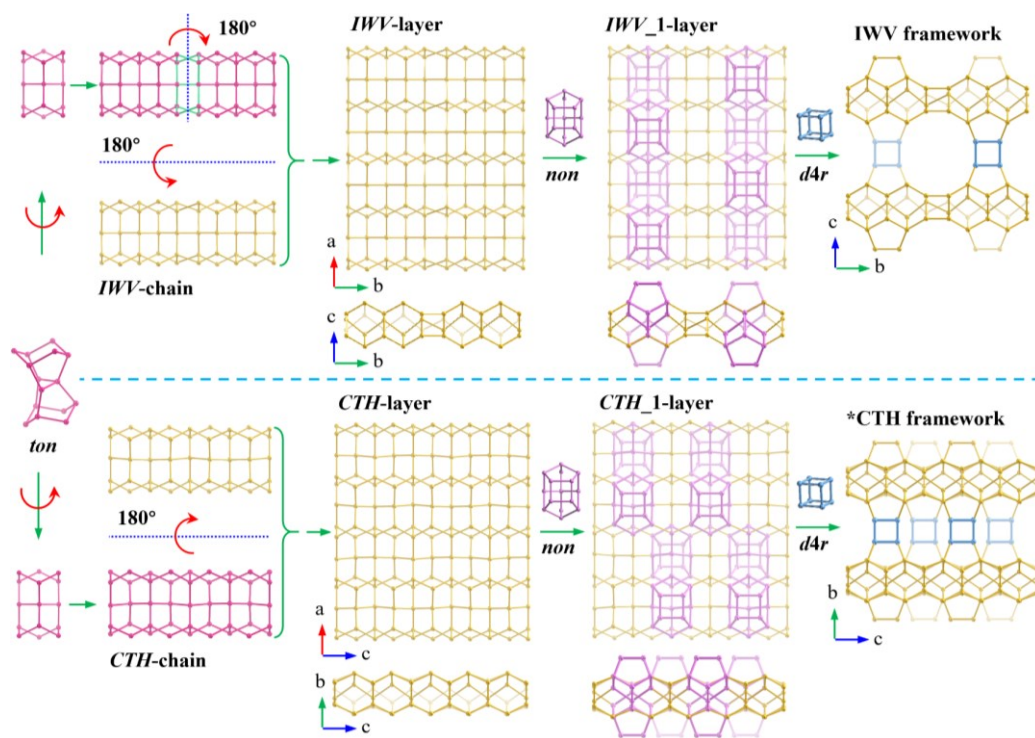 180°
IWV-layer
IWV_1-layer
IWV framework
180°
non
d4r
IWV-chain
a
b
c
b
c
b
ton
CTH-layer
CTH_1-layer
*CTH framework
180°
non
d4r
CTH-chain
a
c
b
c
b
c